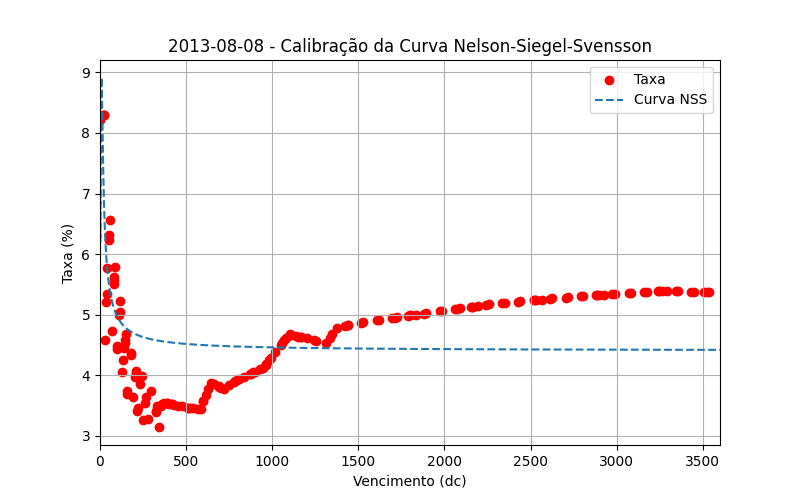 2013-08-08 - Calibração da Curva Nelson-Siegel-Svensson
Taxa
Curva NSS
9
8
7
6
5
4
3
Taxa (%)
0 500 1000 1500 2000 2500 3000 3500
Vencimento (dc)